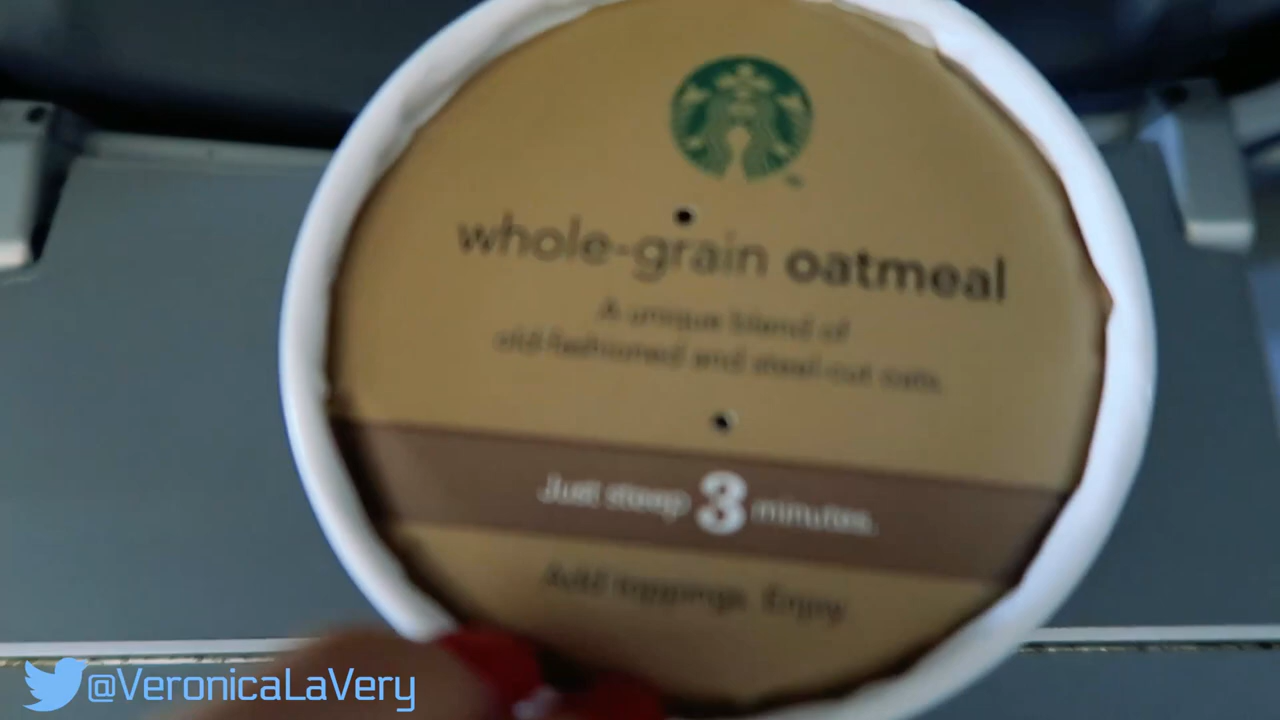 whole-grain oatmeal
A unique blend of
old-fashioned and steel-cut oats.
Just steep 3 minutes.
Add toppings. Enjoy
@VeronicaLaVery